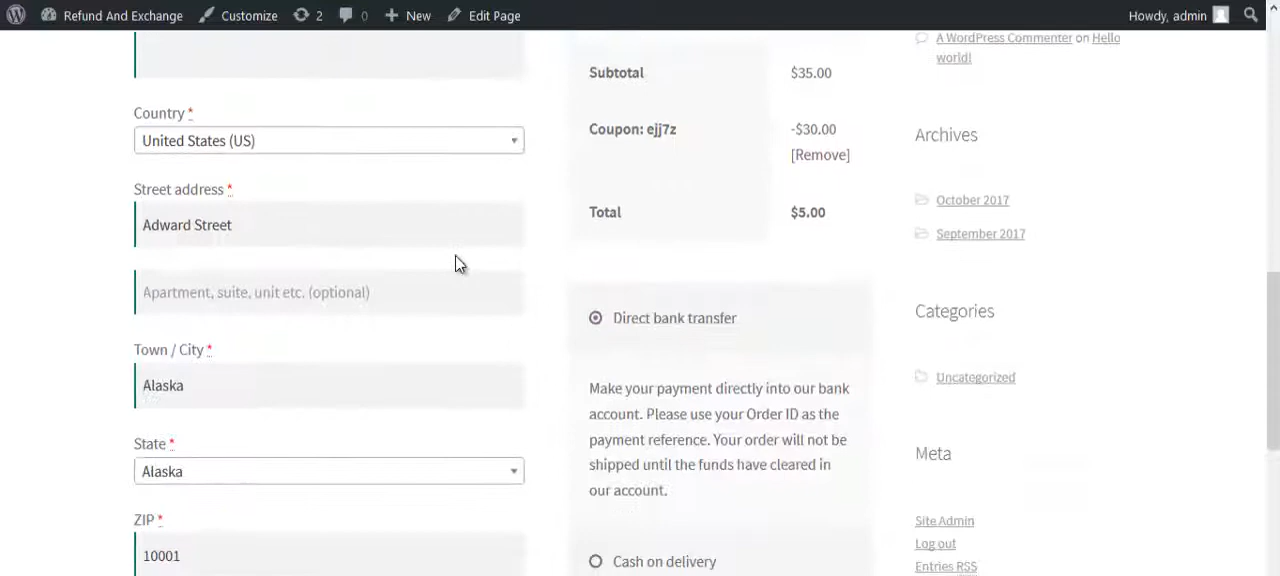 Refund And Exchange
Customize
2
0
New
Edit Page
Howdy, admin
Country *
United States (US)
Street address *
Adward Street
Apartment, suite, unit etc. (optional)
Town / City *
Alaska
State *
Alaska
ZIP *
10001
Subtotal
$35.00
Coupon: ejj7z
-$30.00
[Remove]
Total
$5.00
Direct bank transfer
Make your payment directly into our bank
account. Please use your Order ID as the
payment reference. Your order will not be
shipped until the funds have cleared in
our account.
Cash on delivery
A WordPress Commenter on Hello
world!
Archives
October 2017
September 2017
Categories
Uncategorized
Meta
Site Admin
Log out
Entries RSS